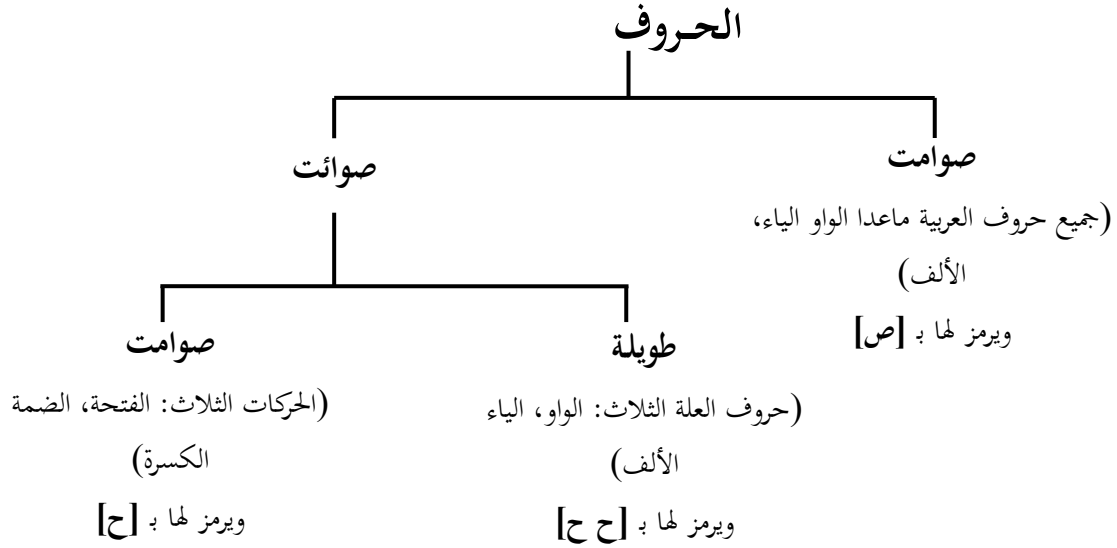 الحروف
صوامت
صوائت
(جميع حروف العربية ماعدا الواو الياء،
الألف)
ويرمز لها بـ [ص]
طويلة
صوامت
(حروف العلة الثلاث: الواو، الياء
الألف)
ويرمز لها بـ [ح ح]
(الحركات الثلاث: الفتحة، الضمة
الكسرة)
ويرمز لها بـ [ح]